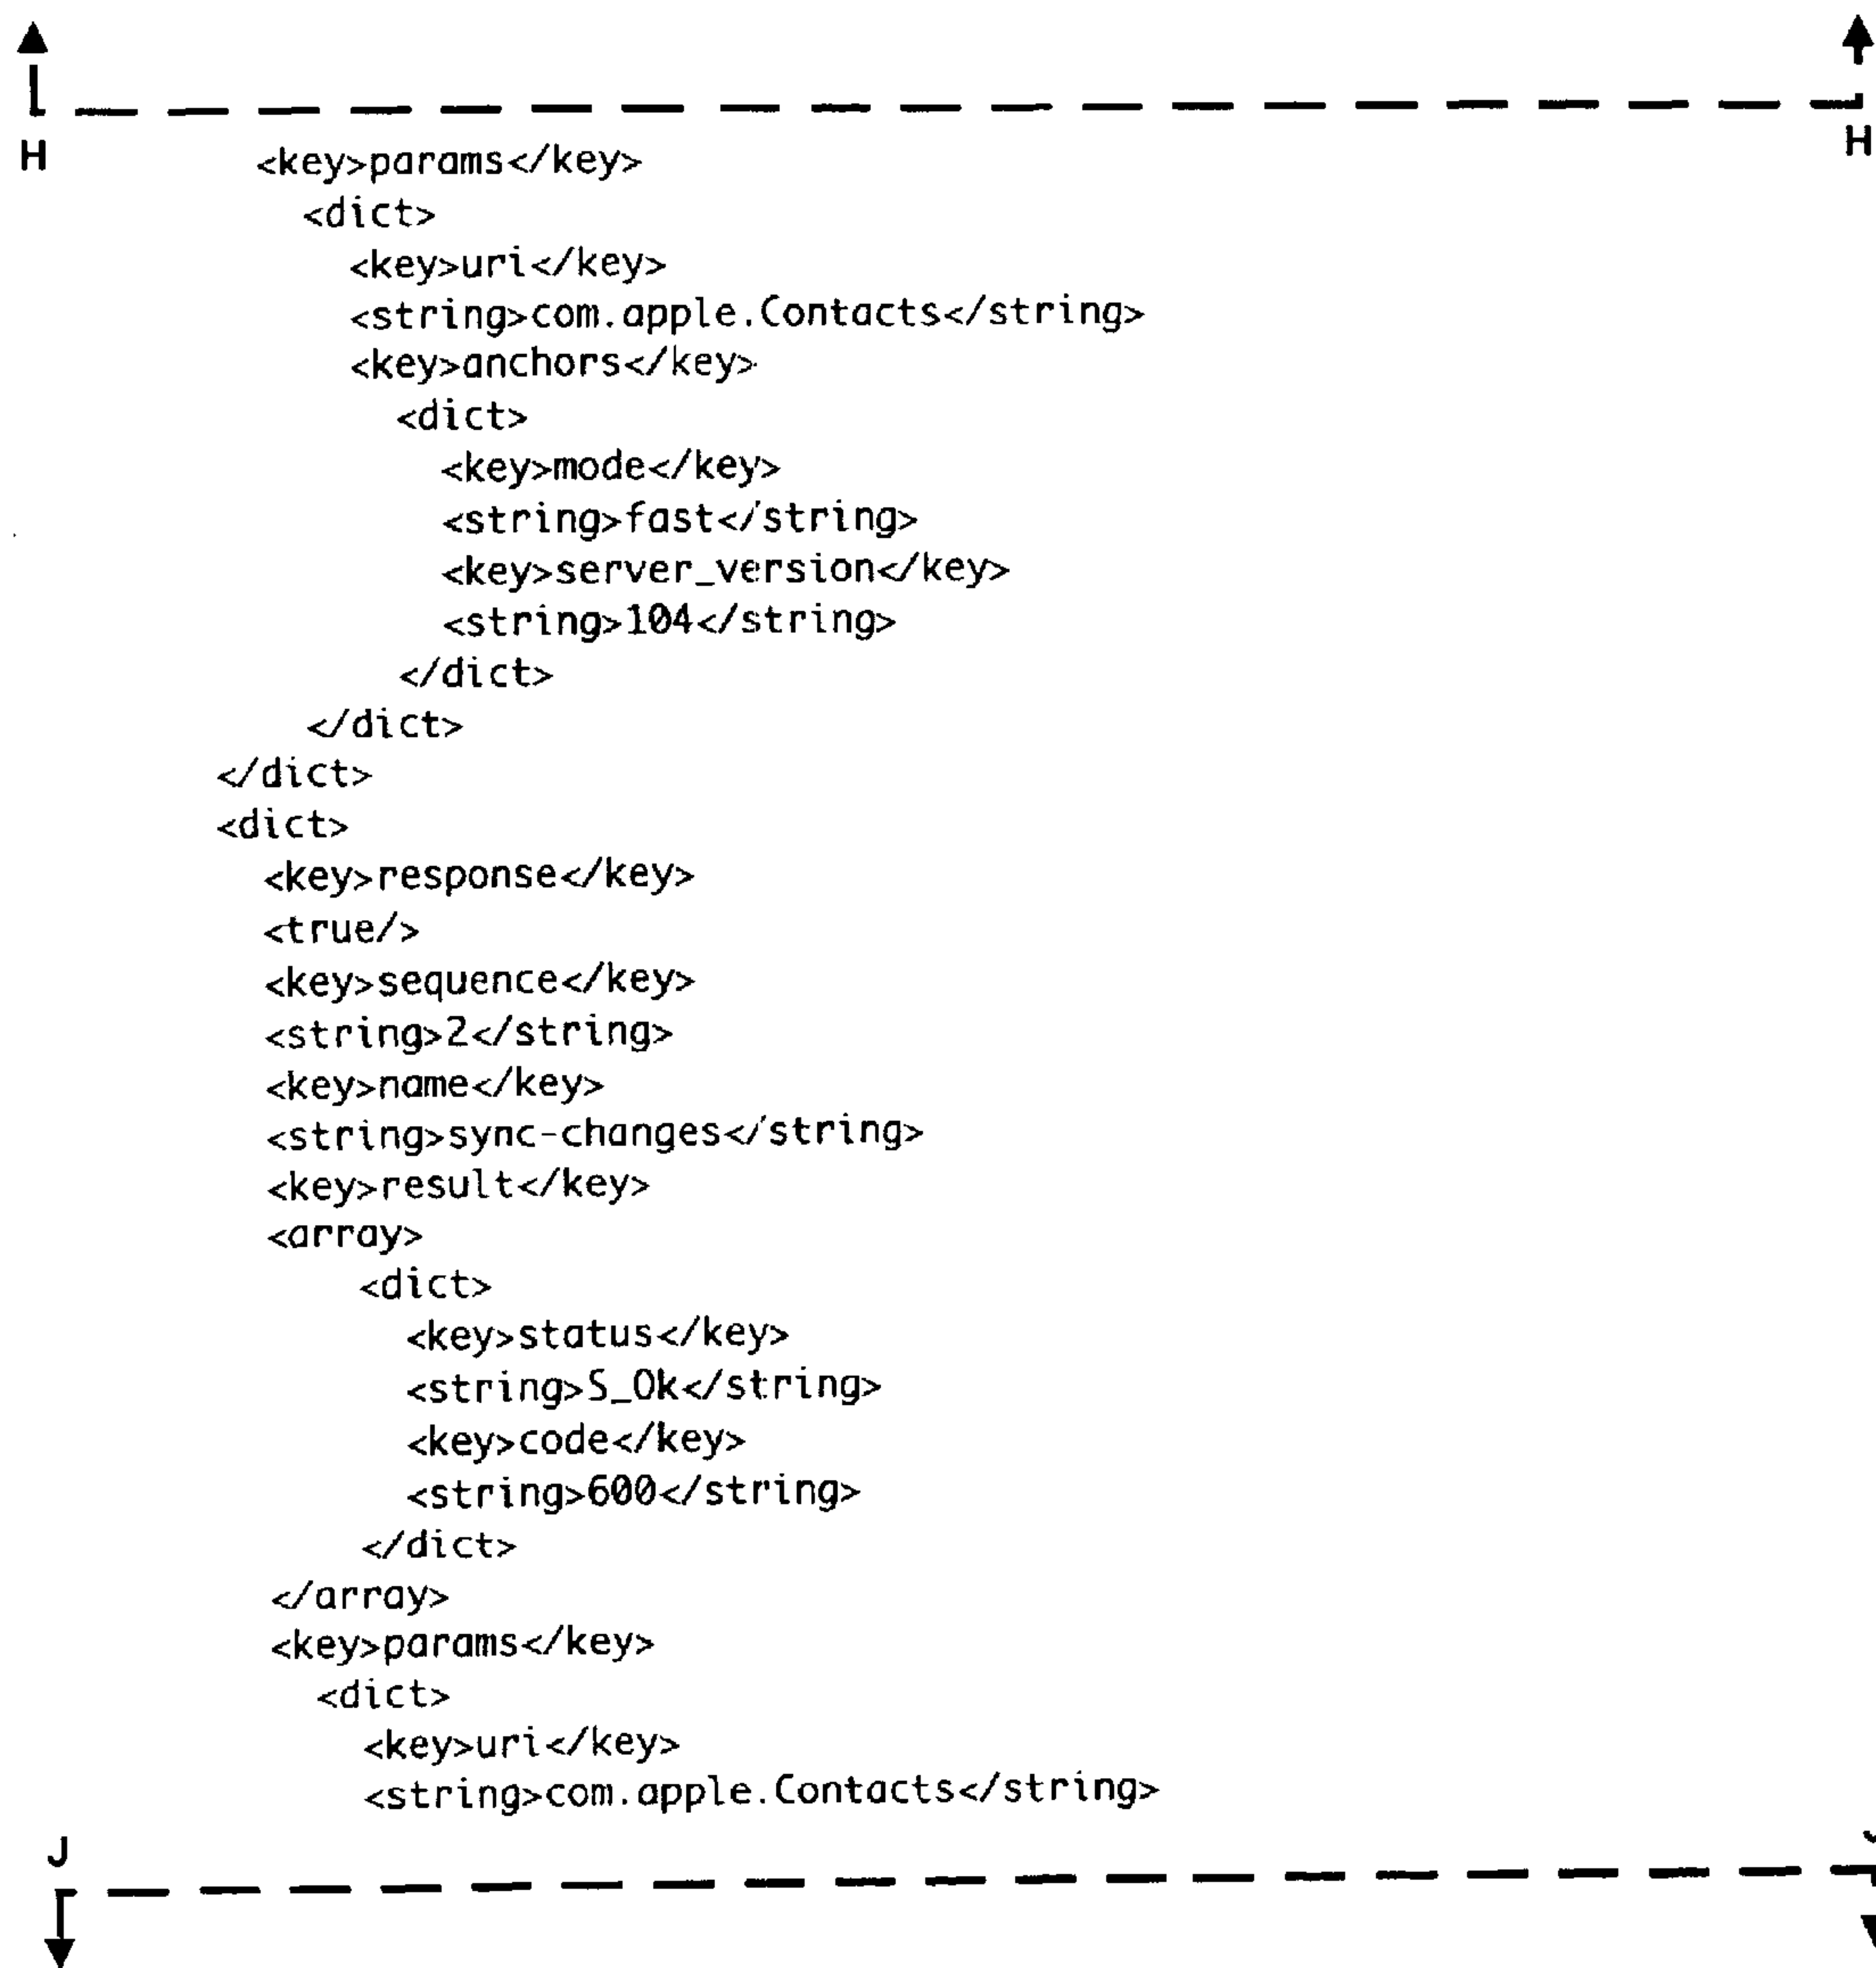 H H
<key>params</key>
<dict>
<key>uri</key>
<string>com.apple.Contacts</string>
<key>anchors</key>
<dict>
<key>mode</key>
<string>fast</string>
<key>server_version</key>
<string>104</string>
</dict>
</dict>
</dict>
<dict>
<key>response</key>
<true/>
<key>sequence</key>
<string>2</string>
<key>name</key>
<string>sync-changes</string>
<key>result</key>
<array>
<dict>
<key>status</key>
<string>S_Ok</string>
<key>code</key>
<string>600</string>
</dict>
</array>
<key>params</key>
<dict>
<key>uri</key>
<string>com.apple.Contacts</string>
J